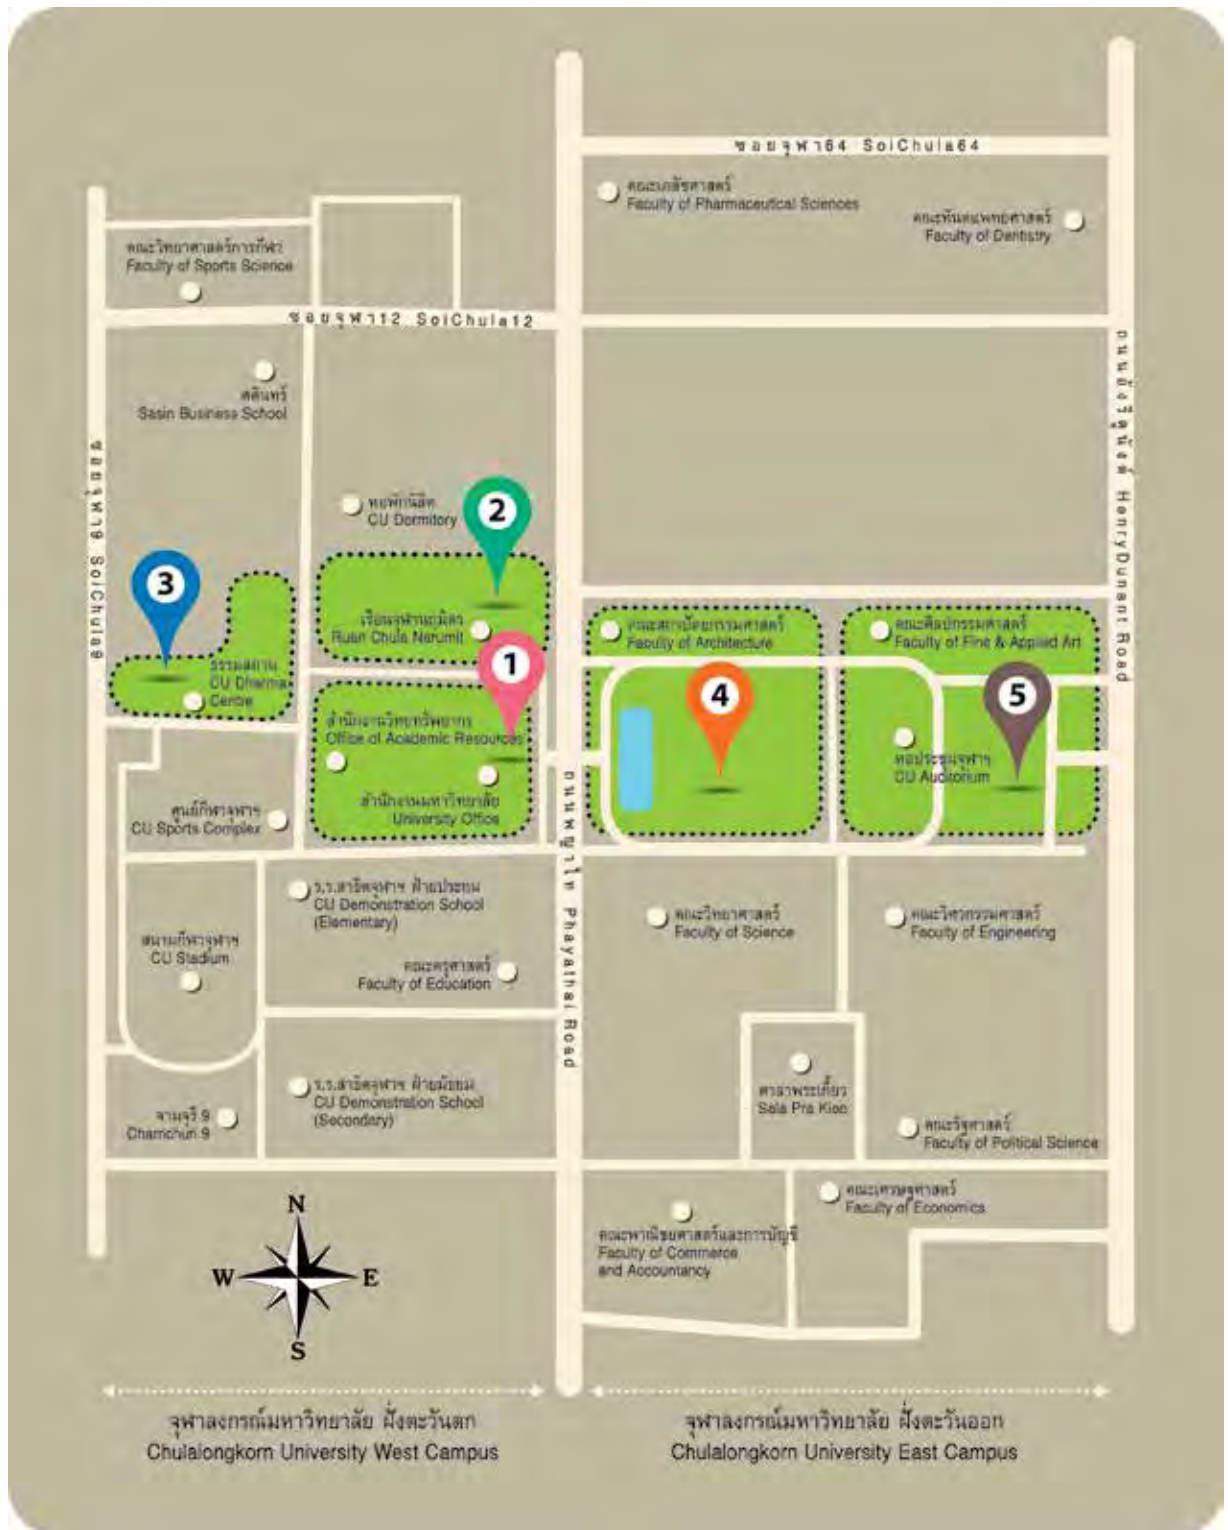 ซอยจุฬา64 SoiChula64
คณะเภสัชศาสตร์
Faculty of Pharmaceutical Sciences
คณะทันตแพทยศาสตร์
Faculty of Dentistry
คณะวิทยาศาสตร์การกีฬา
Faculty of Sports Science
ซอยจุฬา12 SoiChula12
ศศินทร์
Sasin Business School
ซอยจุฬา9 SoiChula9
ถนนอังรีดูนังต์ HenryDunant Road
หอพักนิสิต
CU Dormitory
2
3
เรือนจุฬานฤมิตร
Ruan Chula Narumit
คณะสถาปัตยกรรมศาสตร์
Faculty of Architecture
คณะศิลปกรรมศาสตร์
Faculty of Fine & Applied Art
1
ธรรมสถาน
CU Dharma
Centre
4
5
สำนักงานวิทยทรัพยากร
Office of Academic Resources
หอประชุมจุฬาฯ
CU Auditorium
สำนักงานมหาวิทยาลัย
University Office
ศูนย์กีฬาจุฬาฯ
CU Sports Complex
ถนนพญาไท Phayathai Road
ร.ร.สาธิตจุฬาฯ ฝ่ายประถม
CU Demonstration School
(Elementary)
คณะวิทยาศาสตร์
Faculty of Science
คณะวิศวกรรมศาสตร์
Faculty of Engineering
สนามกีฬาจุฬาฯ
CU Stadium
คณะครุศาสตร์
Faculty of Education
ร.ร.สาธิตจุฬาฯ ฝ่ายมัธยม
CU Demonstration School
(Secondary)
ศาลาพระเกี้ยว
Sala Pra Kieo
จามจุรี 9
Chamchuri 9
คณะรัฐศาสตร์
Faculty of Political Science
คณะเศรษฐศาสตร์
Faculty of Economics
คณะพาณิชยศาสตร์และการบัญชี
Faculty of Commerce
and Accountancy
N
W E
S
จุฬาลงกรณ์มหาวิทยาลัย ฝั่งตะวันตก
Chulalongkorn University West Campus
จุฬาลงกรณ์มหาวิทยาลัย ฝั่งตะวันออก
Chulalongkorn University East Campus